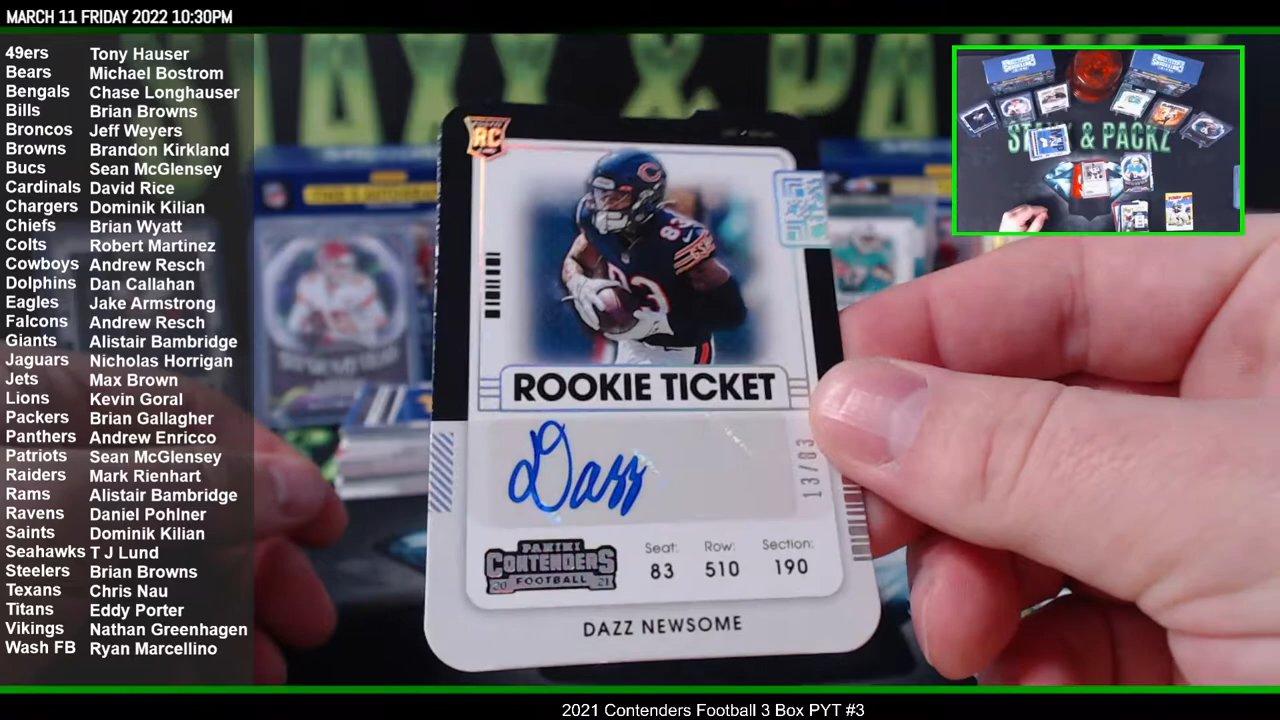 MARCH 11 FRIDAY 2022 10:30PM
49ers Tony Hauser
Bears Michael Bostrom
Bengals Chase Longhauser
Bills Brian Browns
Broncos Jeff Weyers
Browns Brandon Kirkland
Bucs Sean McGlensey
Cardinals David Rice
Chargers Dominik Kilian
Chiefs Brian Wyatt
Colts Robert Martinez
Cowboys Andrew Resch
Dolphins Dan Callahan
Eagles Jake Armstrong
Falcons Andrew Resch
Giants Alistair Bambridge
Jaguars Nicholas Horrigan
Jets Max Brown
Lions Kevin Goral
Packers Brian Gallagher
Panthers Andrew Enricco
Patriots Sean McGlensey
Raiders Mark Rienhart
Rams Alistair Bambridge
Ravens Daniel Pohlner
Saints Dominik Kilian
Seahawks T J Lund
Steelers Brian Browns
Texans Chris Nau
Titans Eddy Porter
Vikings Nathan Greenhagen
Wash FB Ryan Marcellino
RC
83
ROOKIE TICKET
Dazz
13/83
PANINI
CONTENDERS
20 FOOTBALL 21
Seat: Row: Section:
83 510 190
DAZZ NEWSOME
& PACKZ
2021 Contenders Football 3 Box PYT #3